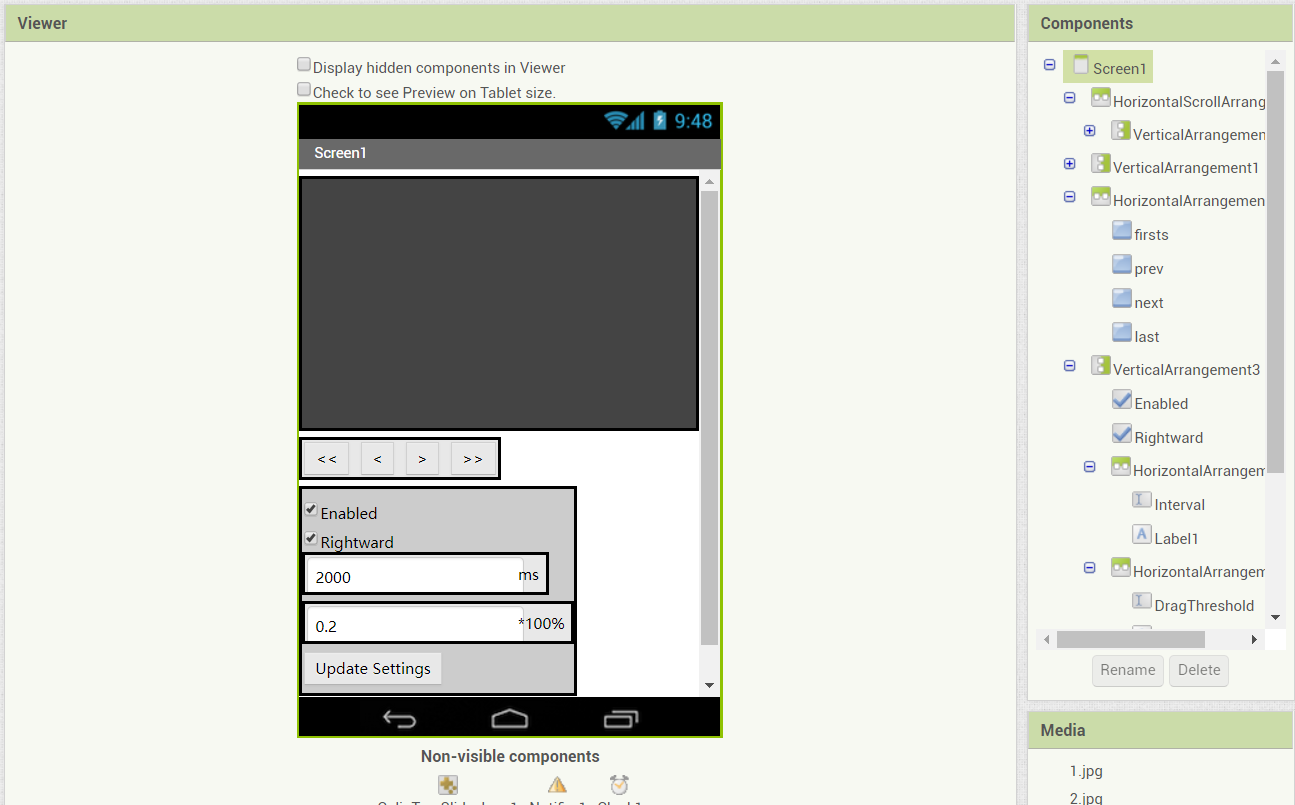 Viewer
Display hidden components in Viewer
Check to see Preview on Tablet size.
9:48
Screen1
<< < > >>
Enabled
Rightward
2000 ms
0.2 *100%
Update Settings
Non-visible components
Components
Screen1
HorizontalScrollArrang
VerticalArrangemen
VerticalArrangement1
HorizontalArrangemen
firsts
prev
next
last
VerticalArrangement3
Enabled
Rightward
HorizontalArrangem
Interval
A Label1
HorizontalArrangem
DragThreshold
Rename Delete
Media
1.jpg
2.jpg